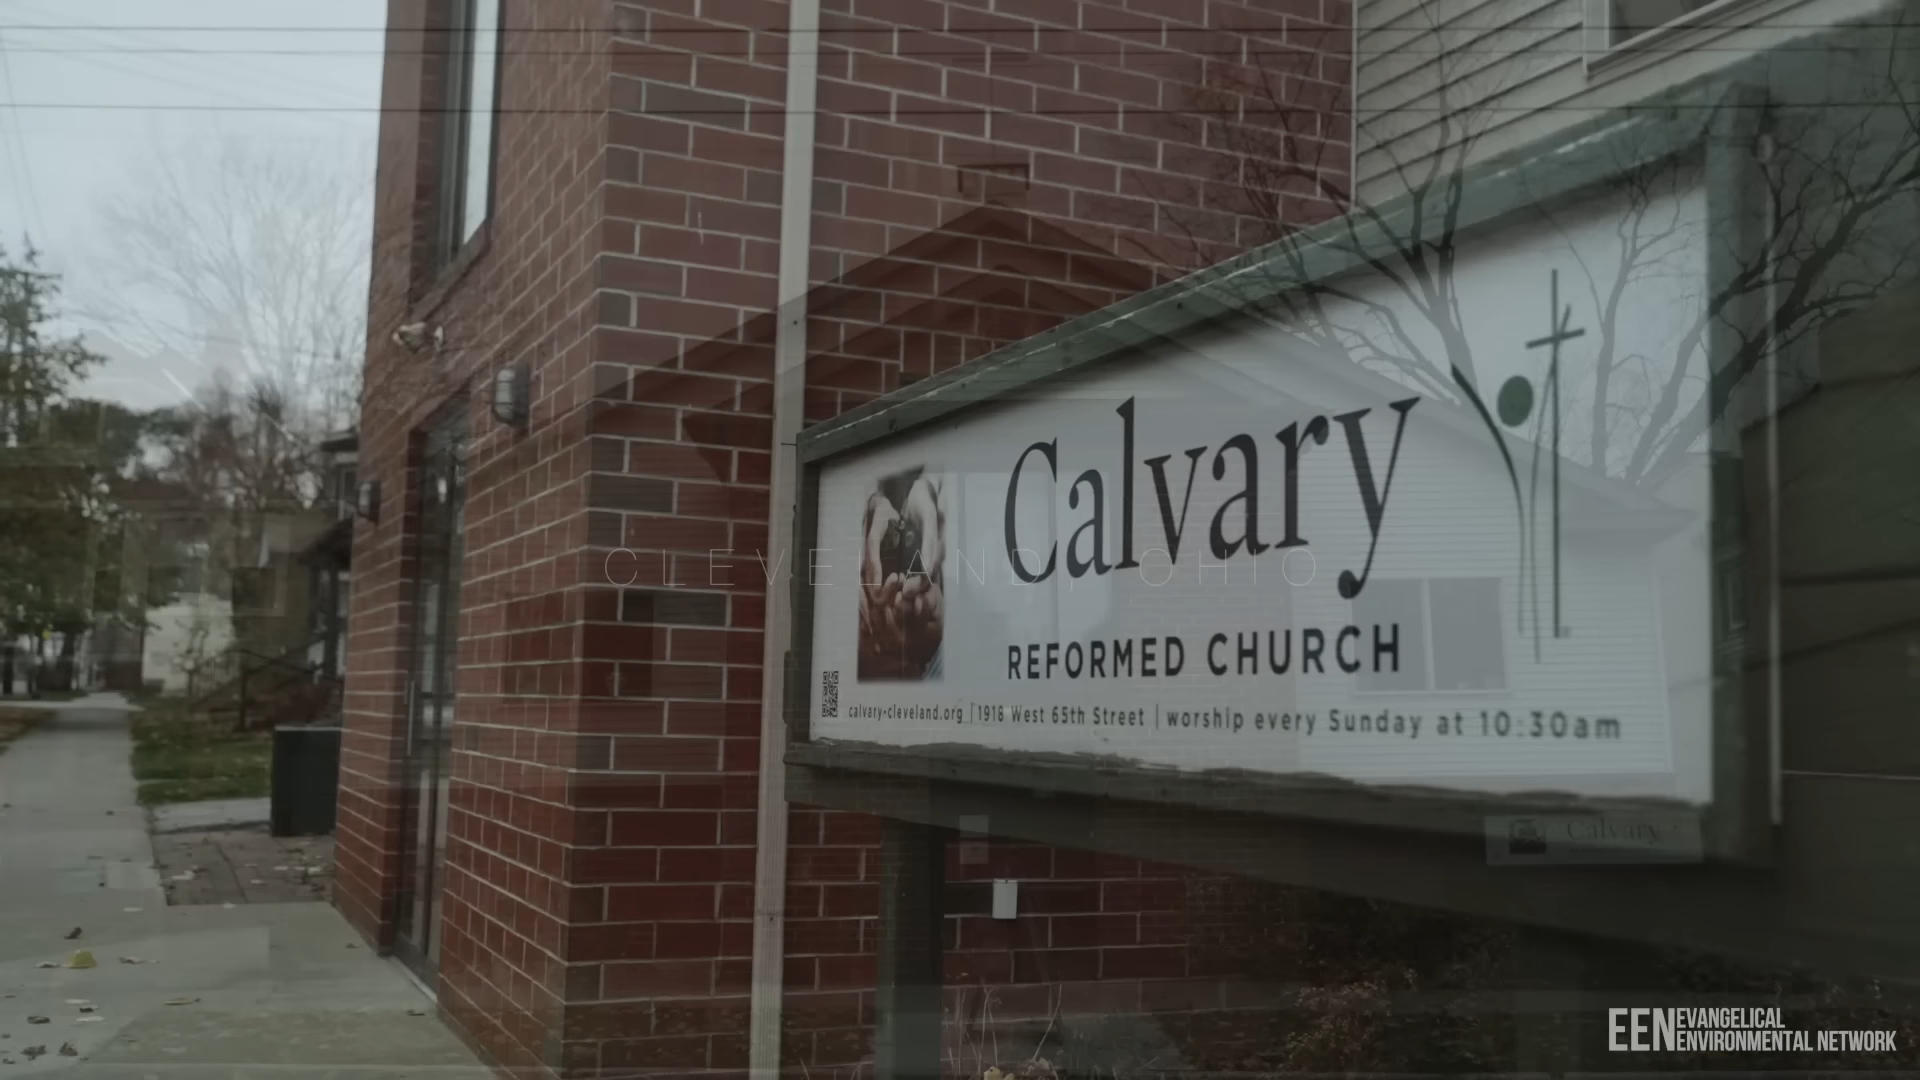 Calvary
CLEVELAND, OHIO
REFORMED CHURCH
calvary-cleveland.org | 1918 West 65th Street | worship every Sunday at 10:30am
Calvary
EEN EVANGELICAL
ENVIRONMENTAL NETWORK